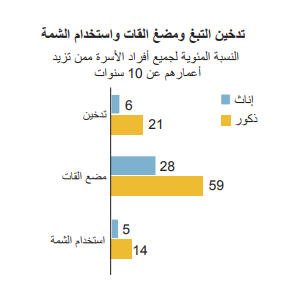 تدخين التبغ ومضغ القات واستخدام الشمة
النسبة المئوية لجميع أفراد الأسرة ممن تزيد
أعمارهم عن 10 سنوات
إناث
ذكور
تدخين
6
21
مضغ القات
28
59
استخدام الشمة
5
14